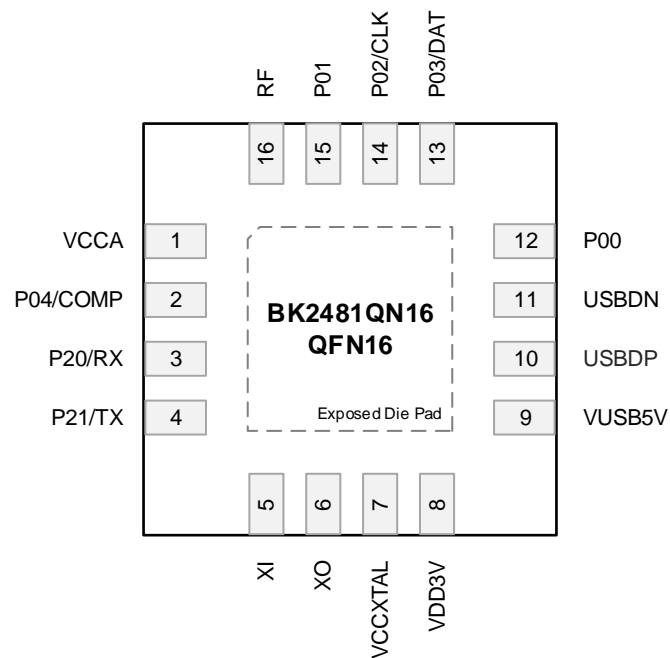 RF
P01
P02/CLK
P03/DAT
16
15
14
13
VCCA 1
12 P00
P04/COMP 2
11 USBDN
P20/RX 3
10 USBDP
P21/TX 4
9 VUSB5V
BK2481QN16
QFN16
Exposed Die Pad
5
6
7
8
XI
XO
VCCXTAL
VDD3V